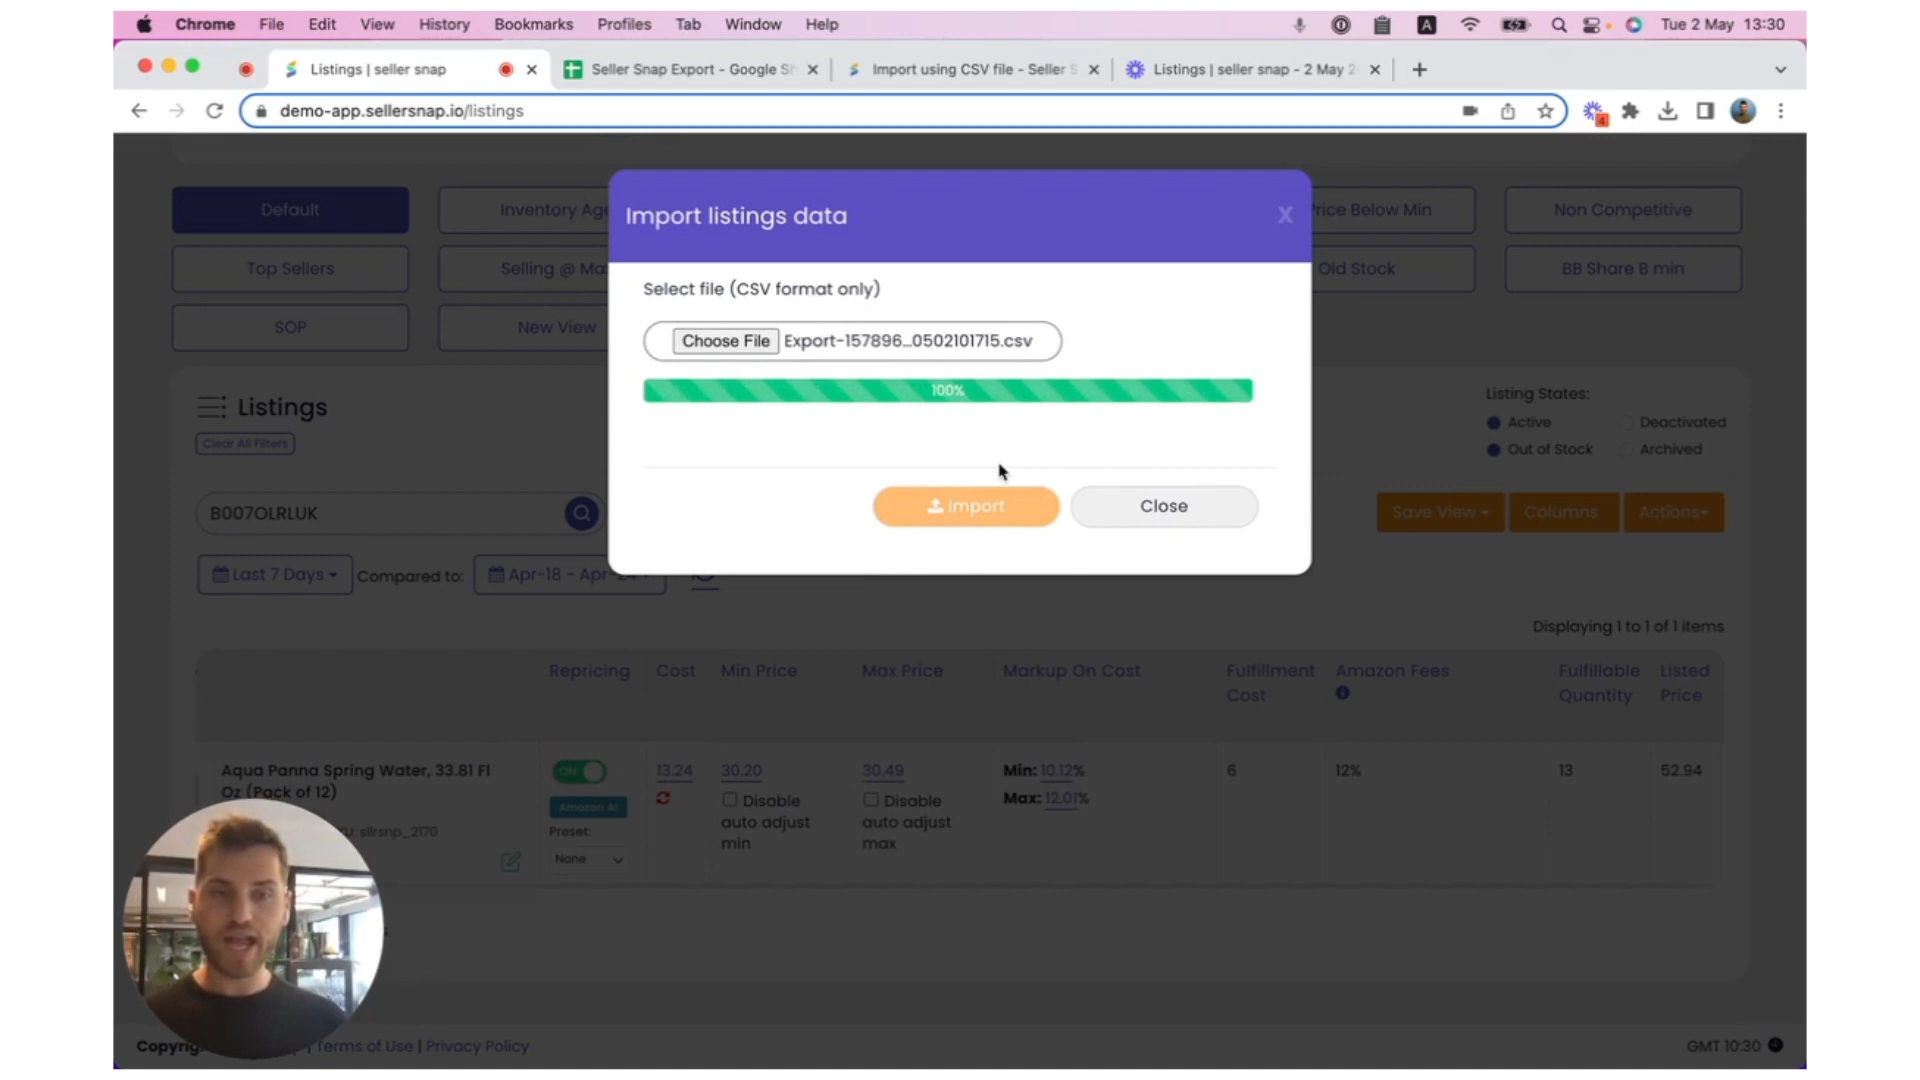 Chrome File Edit View History Bookmarks Profiles Tab Window Help A Tue 2 May 13:30
Listings | seller snap Seller Snap Export - Google Sh Import using CSV file - Seller S Listings | seller snap - 2 May 2
demo-app.sellersnap.io/listings 4
Default Inventory Age Import listings data X Price Below Min Non Competitive
Top Sellers Selling @ Max Old Stock BB Share B min
Select file (CSV format only)
SOP New View Choose File Export-157896...0502101715.csv
100%
Listings
Clear All Filters
Listing States:
Active Deactivated
Out of Stock Archived
B007OLRLUK Import Close Save View Columns Actions
Last 7 Days Compared to: Apr-18 - Apr-24
Displaying 1 to 1 of 1 items
Repricing Cost Min Price Max Price Markup On Cost Fulfillment Cost Amazon Fees Fulfillable Quantity Listed Price
Aqua Panna Spring Water, 33.81 Fl ON 13.24 30.20 30.49 Min: 10.12% 6 12% 13 52.94
Oz (Pack of 12) Amazon AI Disable auto adjust min Disable auto adjust max Max: 12.01%
sllrsnp_2170 Preset:
None
Terms of Use | Privacy Policy GMT 10:30